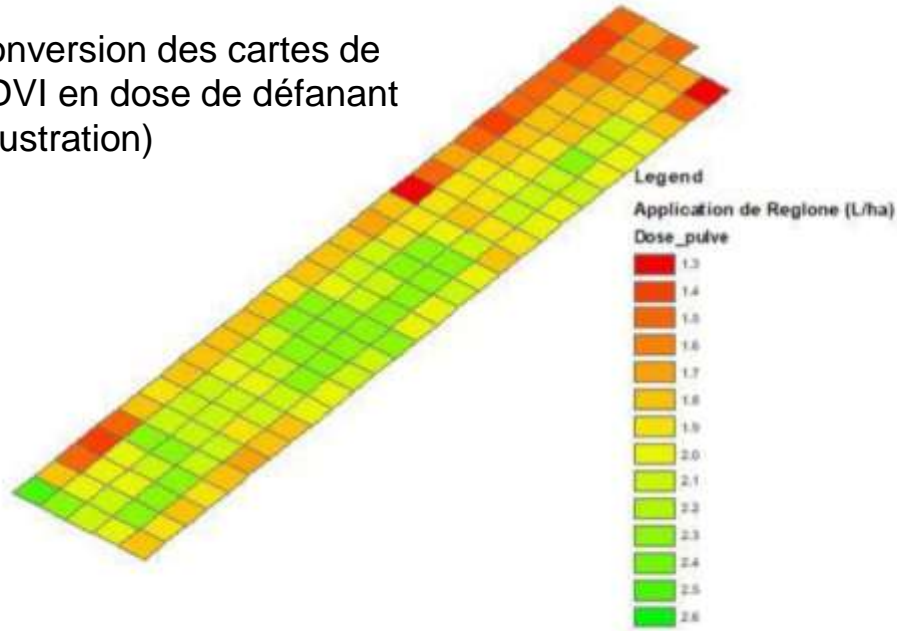 onversion des cartes de
DVI en dose de défanant
ustration)
Legend
Application de Reglone (L/ha)
Dose_pulve
1.3
1.4
1.5
1.6
1.7
1.8
1.9
2.0
2.1
2.2
2.3
2.4
2.5
2.6